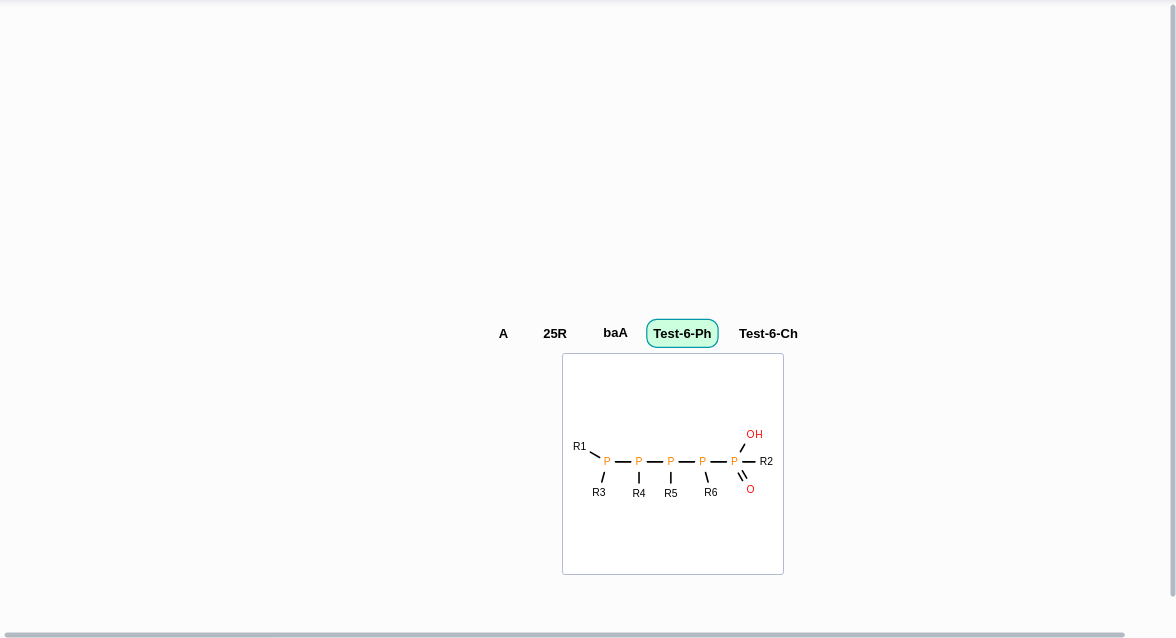 A 25R baA Test-6-Ph Test-6-Ch
OH
R1
P P P P P R2
R3 R4 R5 R6 O